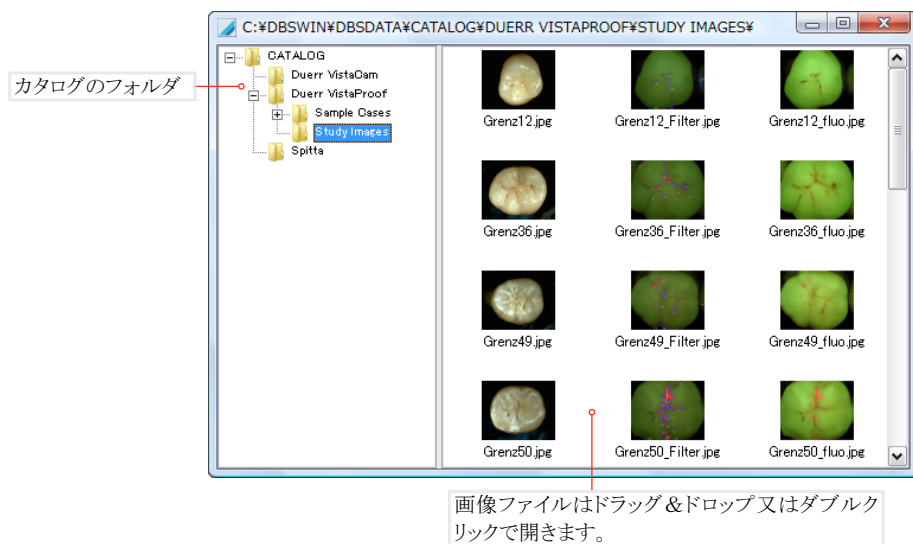 C:¥DBSWIN¥DBSDATA¥CATALOG¥DUERR VISTAPROOF¥STUDY IMAGES¥
カタログのフォルダ
CATALOG
Duerr VistaCam
Duerr VistaProof
Sample Cases
Study Images
Spitta
Grenz12.jpg
Grenz12_Filter.jpg
Grenz12_fluo.jpg
Grenz36.jpg
Grenz36_Filter.jpg
Grenz36_fluo.jpg
Grenz49.jpg
Grenz49_Filter.jpg
Grenz49_fluo.jpg
Grenz50.jpg
Grenz50_Filter.jpg
Grenz50_fluo.jpg
画像ファイルはドラッグ&ドロップ又はダブルク
リックで開きます。